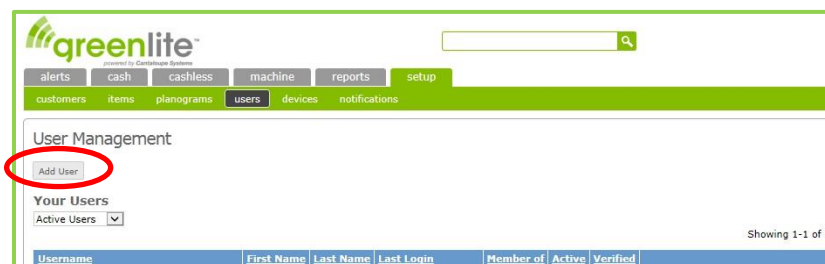 greenlite
powered by Cantaloupe Systems
alerts cash cashless machine reports setup
customers items planograms users devices notifications
User Management
Add User
Your Users
Active Users
Showing 1-1 of
Username First Name Last Name Last Login Member of Active Verified